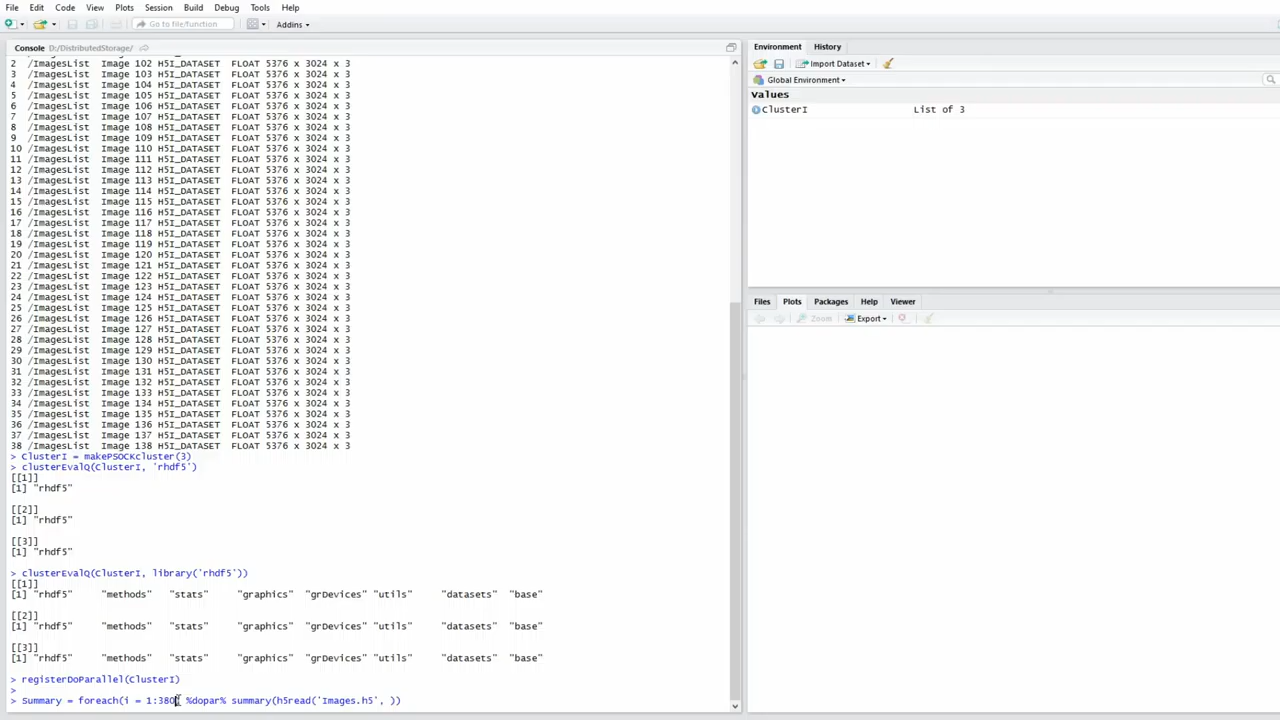 File Edit Code View Plots Session Build Debug Tools Help
Go to file/function Addins
Console D:/DistributedStorage/
2 /ImagesList Image 102 H5I_DATASET FLOAT 5376 x 3024 x 3
3 /ImagesList Image 103 H5I_DATASET FLOAT 5376 x 3024 x 3
4 /ImagesList Image 104 H5I_DATASET FLOAT 5376 x 3024 x 3
5 /ImagesList Image 105 H5I_DATASET FLOAT 5376 x 3024 x 3
6 /ImagesList Image 106 H5I_DATASET FLOAT 5376 x 3024 x 3
7 /ImagesList Image 107 H5I_DATASET FLOAT 5376 x 3024 x 3
8 /ImagesList Image 108 H5I_DATASET FLOAT 5376 x 3024 x 3
9 /ImagesList Image 109 H5I_DATASET FLOAT 5376 x 3024 x 3
10 /ImagesList Image 110 H5I_DATASET FLOAT 5376 x 3024 x 3
11 /ImagesList Image 111 H5I_DATASET FLOAT 5376 x 3024 x 3
12 /ImagesList Image 112 H5I_DATASET FLOAT 5376 x 3024 x 3
13 /ImagesList Image 113 H5I_DATASET FLOAT 5376 x 3024 x 3
14 /ImagesList Image 114 H5I_DATASET FLOAT 5376 x 3024 x 3
15 /ImagesList Image 115 H5I_DATASET FLOAT 5376 x 3024 x 3
16 /ImagesList Image 116 H5I_DATASET FLOAT 5376 x 3024 x 3
17 /ImagesList Image 117 H5I_DATASET FLOAT 5376 x 3024 x 3
18 /ImagesList Image 118 H5I_DATASET FLOAT 5376 x 3024 x 3
19 /ImagesList Image 119 H5I_DATASET FLOAT 5376 x 3024 x 3
20 /ImagesList Image 120 H5I_DATASET FLOAT 5376 x 3024 x 3
21 /ImagesList Image 121 H5I_DATASET FLOAT 5376 x 3024 x 3
22 /ImagesList Image 122 H5I_DATASET FLOAT 5376 x 3024 x 3
23 /ImagesList Image 123 H5I_DATASET FLOAT 5376 x 3024 x 3
24 /ImagesList Image 124 H5I_DATASET FLOAT 5376 x 3024 x 3
25 /ImagesList Image 125 H5I_DATASET FLOAT 5376 x 3024 x 3
26 /ImagesList Image 126 H5I_DATASET FLOAT 5376 x 3024 x 3
27 /ImagesList Image 127 H5I_DATASET FLOAT 5376 x 3024 x 3
28 /ImagesList Image 128 H5I_DATASET FLOAT 5376 x 3024 x 3
29 /ImagesList Image 129 H5I_DATASET FLOAT 5376 x 3024 x 3
30 /ImagesList Image 130 H5I_DATASET FLOAT 5376 x 3024 x 3
31 /ImagesList Image 131 H5I_DATASET FLOAT 5376 x 3024 x 3
32 /ImagesList Image 132 H5I_DATASET FLOAT 5376 x 3024 x 3
33 /ImagesList Image 133 H5I_DATASET FLOAT 5376 x 3024 x 3
34 /ImagesList Image 134 H5I_DATASET FLOAT 5376 x 3024 x 3
35 /ImagesList Image 135 H5I_DATASET FLOAT 5376 x 3024 x 3
36 /ImagesList Image 136 H5I_DATASET FLOAT 5376 x 3024 x 3
37 /ImagesList Image 137 H5I_DATASET FLOAT 5376 x 3024 x 3
38 /ImagesList Image 138 H5I_DATASET FLOAT 5376 x 3024 x 3
> ClusterI = makePSOCKcluster(3)
> clusterEvalQ(ClusterI, 'rhdf5')
[[1]]
[1] "rhdf5"
[[2]]
[1] "rhdf5"
[[3]]
[1] "rhdf5"
> clusterEvalQ(ClusterI, library('rhdf5'))
[[1]]
[1] "rhdf5" "methods" "stats" "graphics" "grDevices" "utils" "datasets" "base"
[[2]]
[1] "rhdf5" "methods" "stats" "graphics" "grDevices" "utils" "datasets" "base"
[[3]]
[1] "rhdf5" "methods" "stats" "graphics" "grDevices" "utils" "datasets" "base"
> registerDoParallel(ClusterI)
>
> Summary = foreach(i = 1:380) %dopar% summary(h5read('Images.h5', ))
Environment History
Import Dataset
Global Environment
Values
ClusterI List of 3
Files Plots Packages Help Viewer
Zoom Export